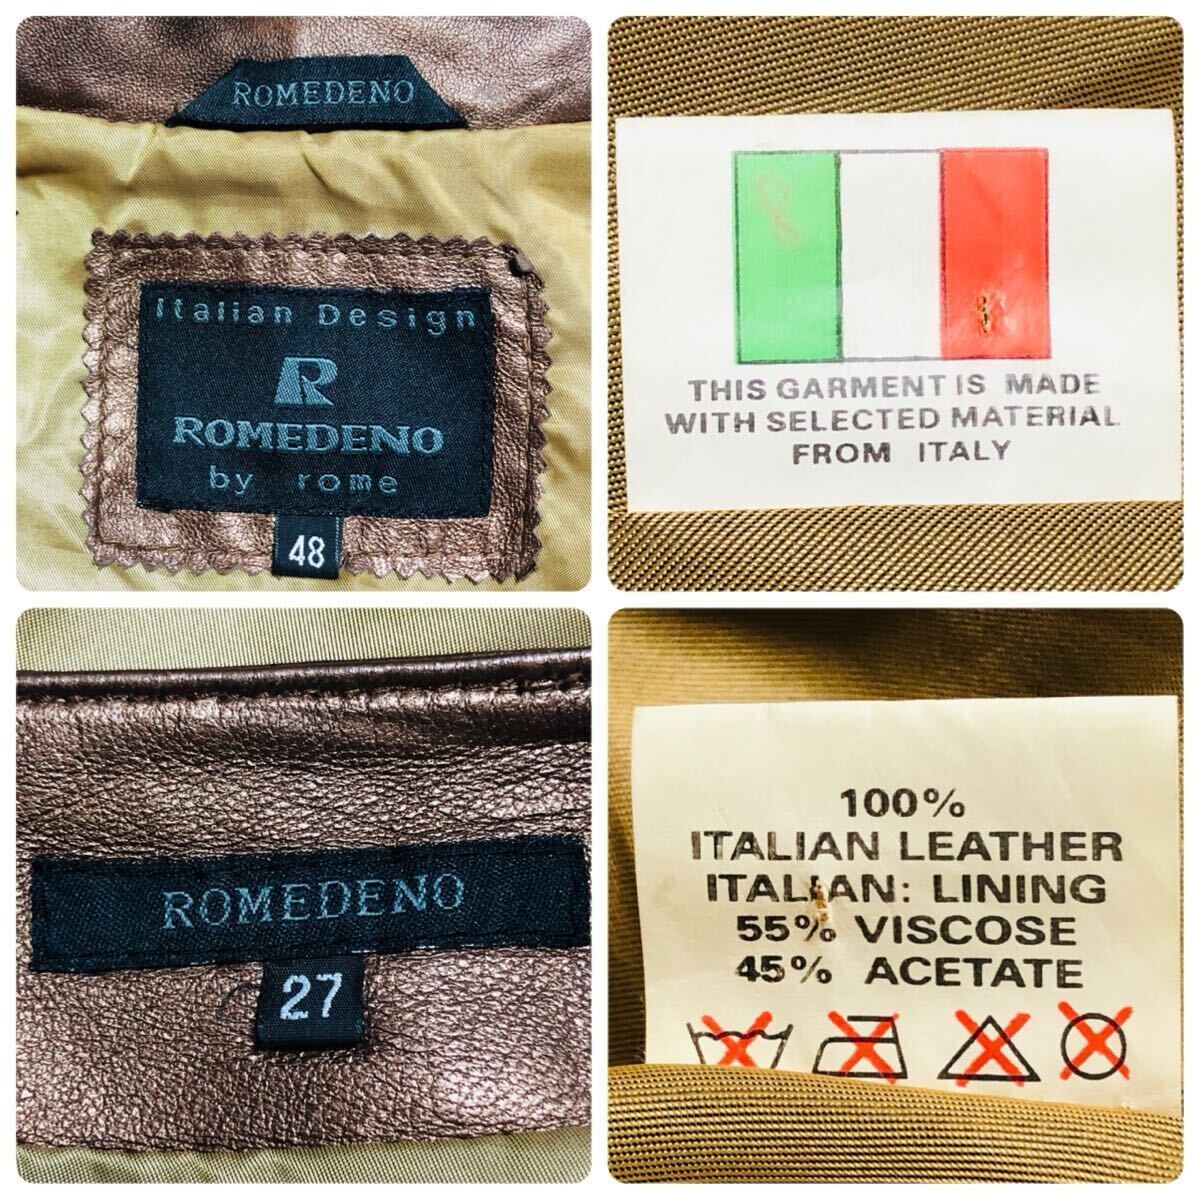 ROMEDENO
Italian Design
R
ROMEDENO
by rome
48
THIS GARMENT IS MADE
WITH SELECTED MATERIAL
FROM ITALY
ROMEDENO
27
100%
ITALIAN LEATHER
ITALIAN: LINING
55% VISCOSE
45% ACETATE